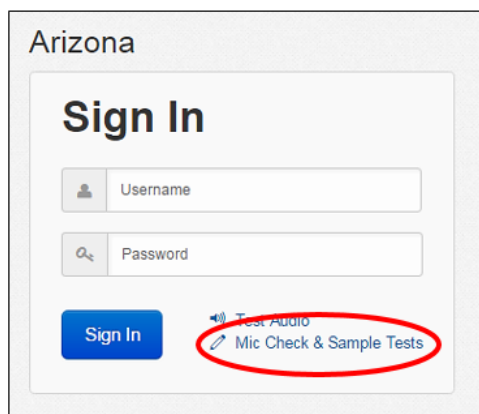 Arizona
Sign In
Username
Password
Sign In
Test Audio
Mic Check & Sample Tests